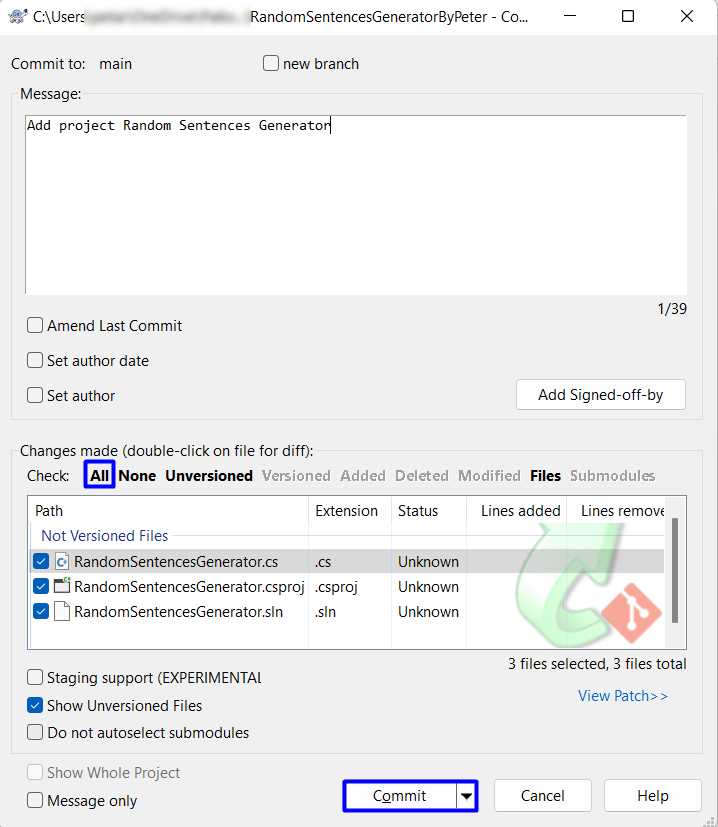 C:\Users RandomSentencesGeneratorByPeter - Co...
Commit to: main new branch
Message:
Add project Random Sentences Generator
1/39
Amend Last Commit
Set author date
Set author
Add Signed-off-by
Changes made (double-click on file for diff):
Check: All None Unversioned Versioned Added Deleted Modified Files Submodules
Path Extension Status Lines added Lines remove
Not Versioned Files
RandomSentencesGenerator.cs .cs Unknown
RandomSentencesGenerator.csproj .csproj Unknown
RandomSentencesGenerator.sln .sln Unknown
3 files selected, 3 files total
Staging support (EXPERIMENTAL
View Patch>>
Show Unversioned Files
Do not autoselect submodules
Show Whole Project
Message only
Commit Cancel Help